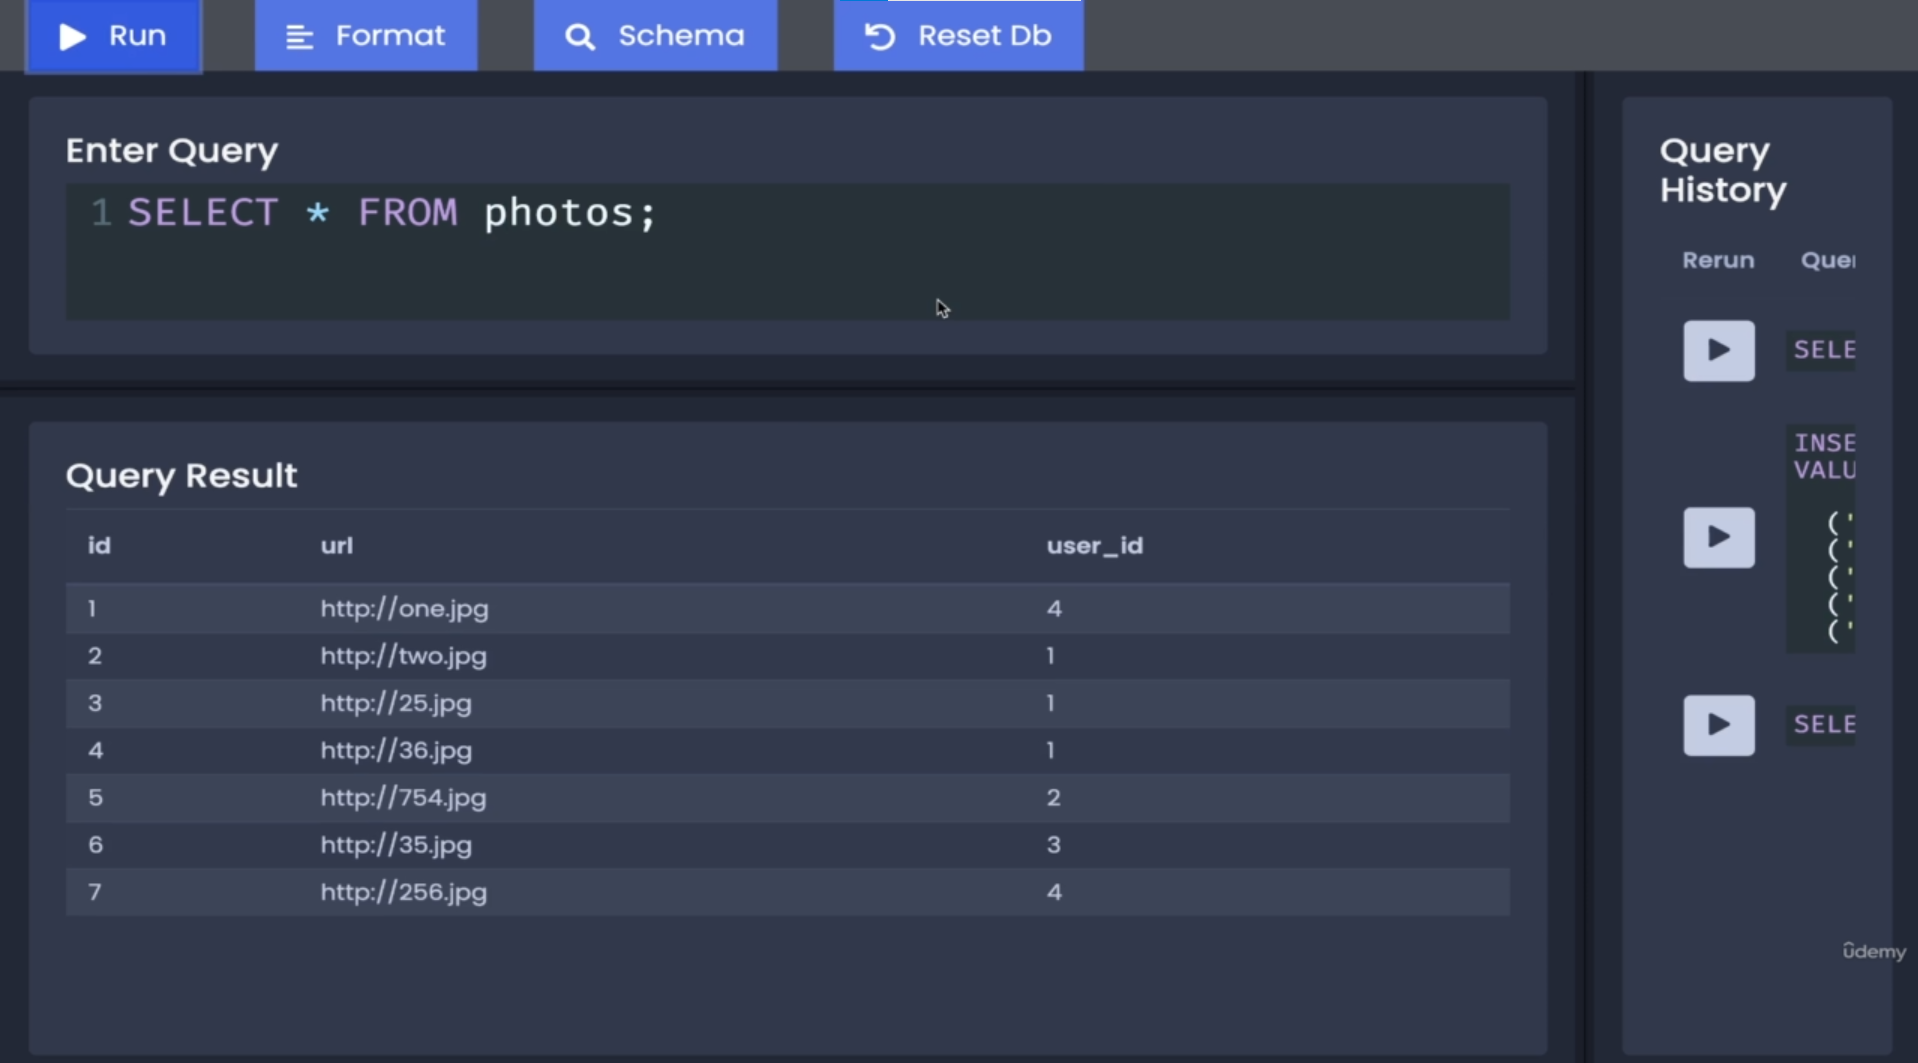 Run
Format
Schema
Reset Db
Enter Query
1 SELECT * FROM photos;
Query Result
id url user_id
1 http://one.jpg 4
2 http://two.jpg 1
3 http://25.jpg 1
4 http://36.jpg 1
5 http://754.jpg 2
6 http://35.jpg 3
7 http://256.jpg 4
Query
History
Rerun Quer
SELE
INSE
VALU
('
('
('
('
('
SELE
ûdemy